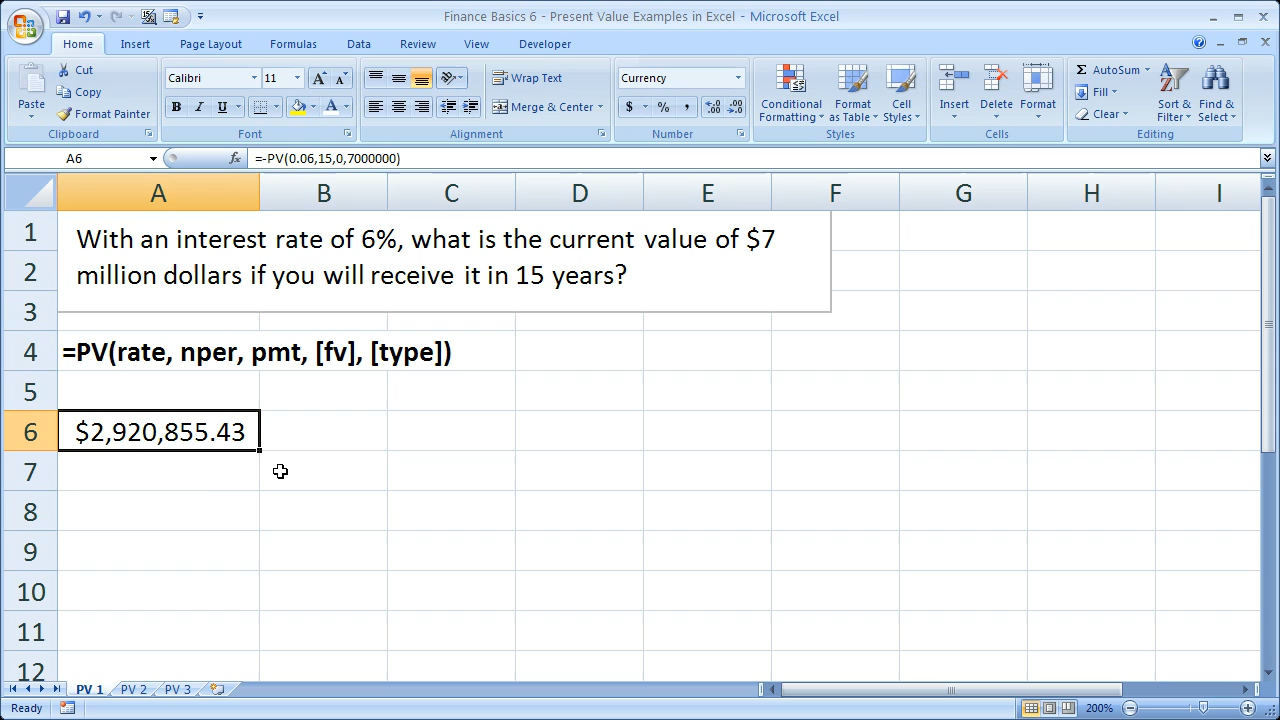 Finance Basics 6 - Present Value Examples in Excel - Microsoft Excel
Home Insert Page Layout Formulas Data Review View Developer
Cut
Copy
Format Painter
Paste
Calibri 11
B I U
A A
Wrap Text
Merge & Center
Currency
$ % ,
Conditional Formatting
Format as Table
Cell Styles
Insert Delete Format
Σ AutoSum
Fill
Clear
Sort & Filter
Find & Select
Clipboard Font Alignment Number Styles Cells Editing
A6 fx =-PV(0.06,15,0,7000000)
A B C D E F G H I
1
With an interest rate of 6%, what is the current value of $7
2
million dollars if you will receive it in 15 years?
3
4 =PV(rate, nper, pmt, [fv], [type])
5
6 $2,920,855.43
7
8
9
10
11
12
PV 1 PV 2 PV 3
Ready 200%